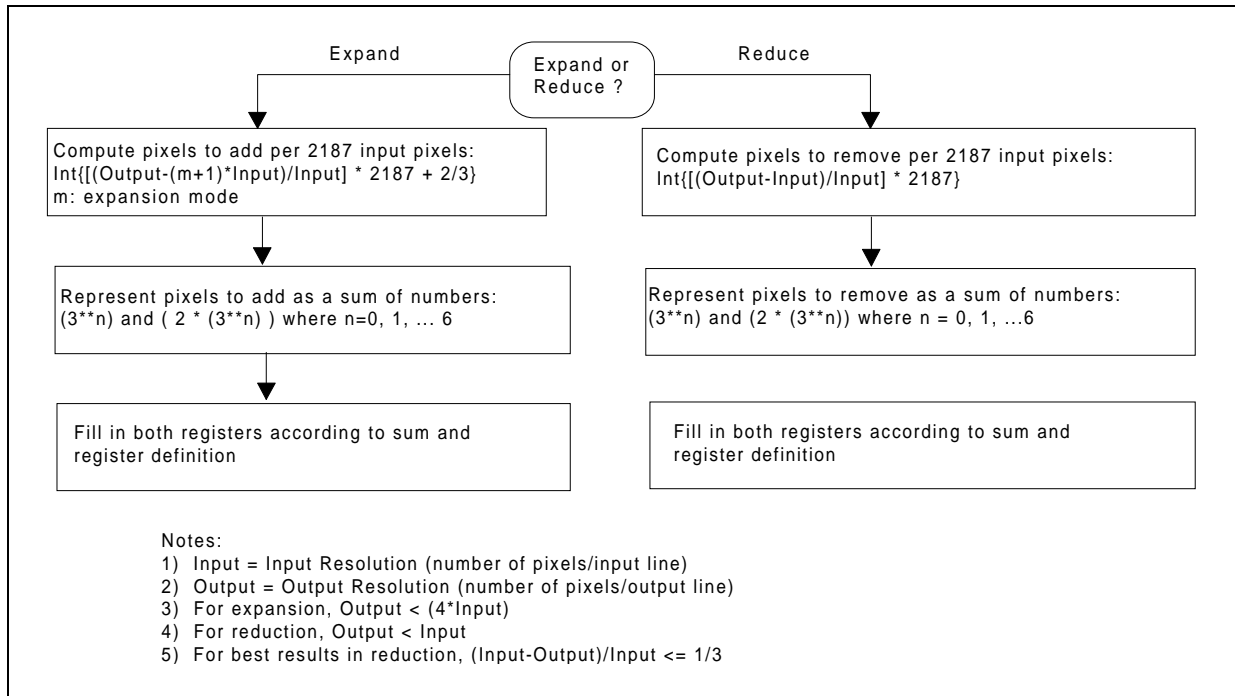 Expand
Expand or
Reduce ?
Reduce
Compute pixels to add per 2187 input pixels:
Int{[(Output-(m+1)*Input)/Input] * 2187 + 2/3}
m: expansion mode
Compute pixels to remove per 2187 input pixels:
Int{[(Output-Input)/Input] * 2187}
Represent pixels to add as a sum of numbers:
(3**n) and ( 2 * (3**n) ) where n=0, 1, ... 6
Represent pixels to remove as a sum of numbers:
(3**n) and (2 * (3**n)) where n = 0, 1, ...6
Fill in both registers according to sum and
register definition
Fill in both registers according to sum and
register definition
Notes:
1) Input = Input Resolution (number of pixels/input line)
2) Output = Output Resolution (number of pixels/output line)
3) For expansion, Output < (4*Input)
4) For reduction, Output < Input
5) For best results in reduction, (Input-Output)/Input <= 1/3